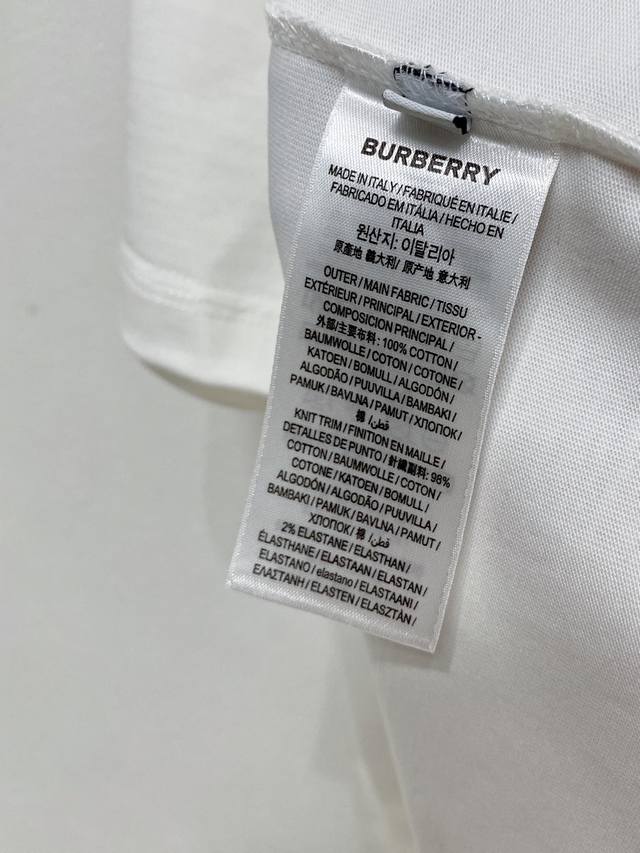 BURBERRY
MADE IN ITALY / FABRIQUÉ EN ITALIE /
FABRICADO EM ITÁLIA / HECHO EN
ITALIA
원산지: 이탈리아
原產地 義大利/ 原产地 意大利
OUTER / MAIN FABRIC / TISSU
EXTÉRIEUR / PRINCIPAL / EXTERIOR -
COMPOSICION PRINCIPAL /
外部/主要布料: 100% COTTON /
BAUMWOLLE / COTON / COTONE /
KATOEN / BOMULL / ALGODÓN /
ALGODÃO / PUUVILLA / BAMBAKI /
PAMUK / BAVLNA / PAMUT / ХЛОПОК /
棉 / قطن/
KNIT TRIM / FINITION EN MAILLE /
DETALLES DE PUNTO / 針織副料: 98%
COTTON / BAUMWOLLE / COTON /
COTONE / KATOEN / BOMULL /
ALGODÓN / ALGODÃO / PUUVILLA /
BAMBAKI / PAMUK / BAVLNA / PAMUT /
ХЛОПОК / 棉 / قطن/
2% ELASTANE / ELASTHAN /
ÉLASTHANE / ELASTAAN / ELASTAN /
ELASTANO / elastano / ELASTAANI /
ΕΛΑΣΤΑΝΗ / ELASTEN / ELASZTÁN /